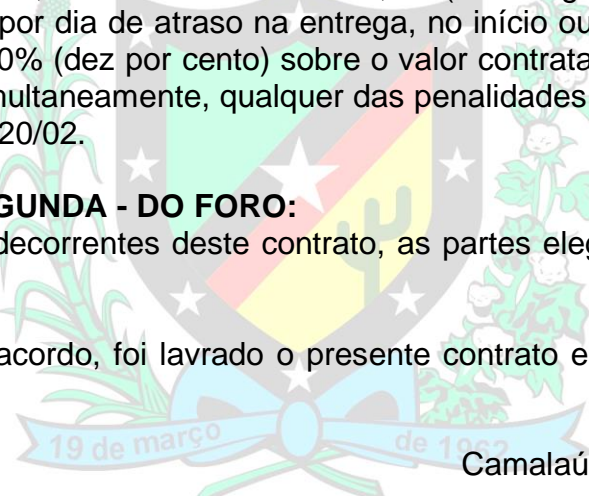 por dia de atraso na entrega, no início ou
0% (dez por cento) sobre o valor contrata
multaneamente, qualquer das penalidades
20/02.
GUNDA - DO FORO:
decorrentes deste contrato, as partes eleg
acordo, foi lavrado o presente contrato e
19 de março
de 1962
Camalaú